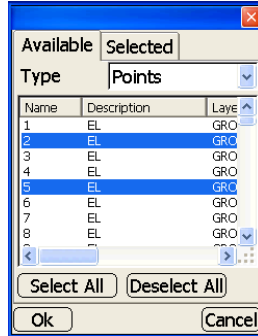 Available Selected
Type Points
Name Description Laye
1 EL GRO
2 EL GRO
3 EL GRO
4 EL GRO
5 EL GRO
6 EL GRO
7 EL GRO
8 EL GRO
Select All Deselect All
Ok Cancel